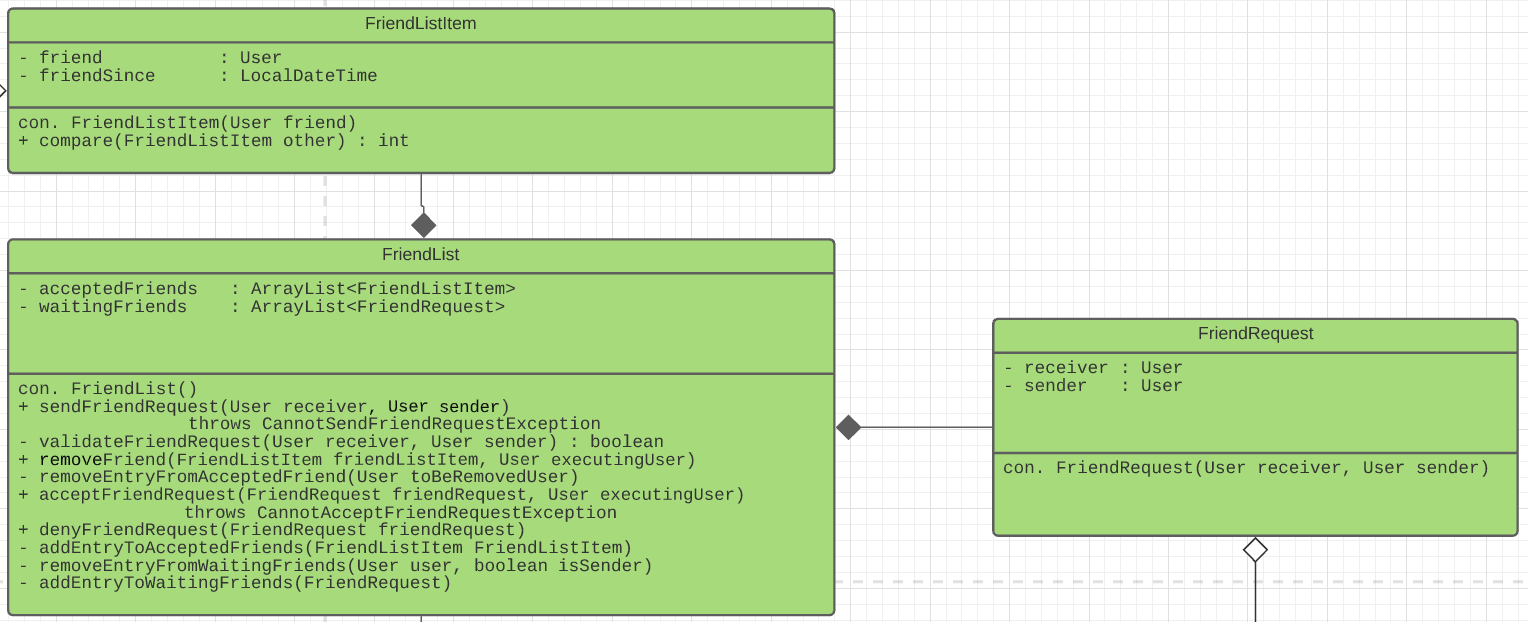 FriendListItem
- friend : User
- friendSince : LocalDateTime
con. FriendListItem(User friend)
+ compare(FriendListItem other) : int
FriendList
- acceptedFriends : ArrayList<FriendListItem>
- waitingFriends : ArrayList<FriendRequest>
con. FriendList()
+ sendFriendRequest(User receiver, User sender)
throws CannotSendFriendRequestException
- validateFriendRequest(User receiver, User sender) : boolean
+ removeFriend(FriendListItem friendListItem, User executingUser)
- removeEntryFromAcceptedFriend(User toBeRemovedUser)
+ acceptFriendRequest(FriendRequest friendRequest, User executingUser)
throws CannotAcceptFriendRequestException
+ denyFriendRequest(FriendRequest friendRequest)
- addEntryToAcceptedFriends(FriendListItem FriendListItem)
- removeEntryFromWaitingFriends(User user, boolean isSender)
- addEntryToWaitingFriends(FriendRequest)
FriendRequest
- receiver : User
- sender : User
con. FriendRequest(User receiver, User sender)